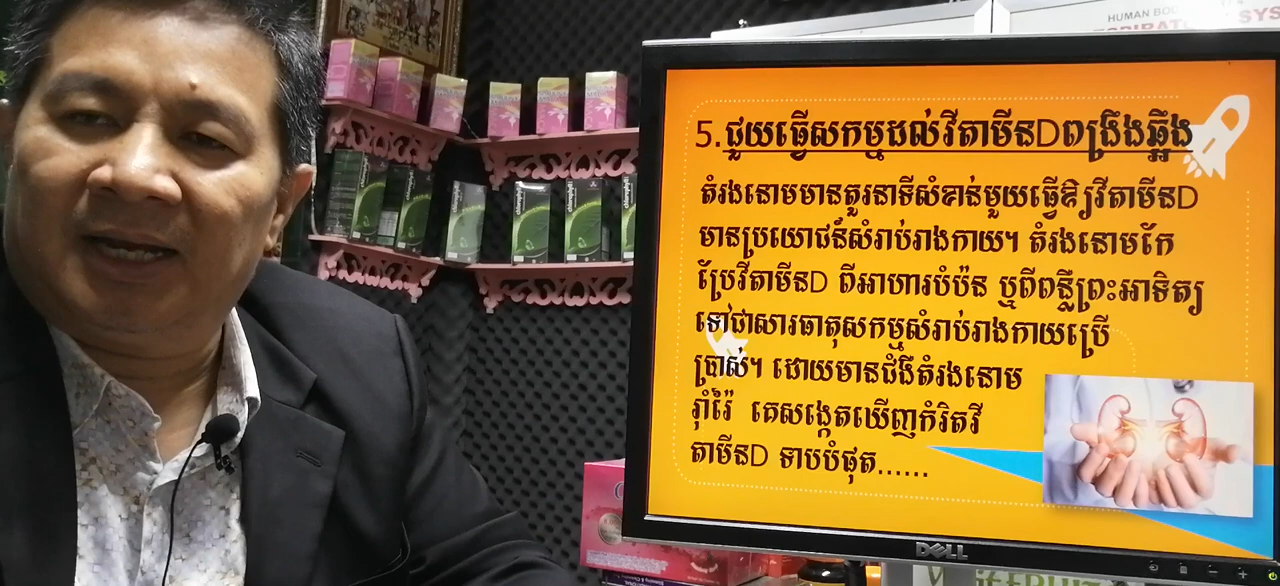 HUMAN BOD
5.ជួយធ្វើសកម្មដល់វីតាមីនDពង្រឹងឆ្អឹង
តំរងនោមមានតួរនាទីសំខាន់មួយធ្វើឱ្យវីតាមីនD
មានប្រយោជន៍សំរាប់រាងកាយ។ តំរងនោមកែ
ប្រែវីតាមីនD ពីអាហារបំប៉ន ឬពីពន្លឺព្រះអាទិត្យ
ទៅជាសារធាតុសកម្មសំរាប់រាងកាយប្រើ
ប្រាស់។ ដោយមានជំងឺតំរងនោម
រ៉ាំរ៉ៃ គេសង្កេតឃើញកំរិតវី
តាមីនD ទាបបំផុត......
DELL